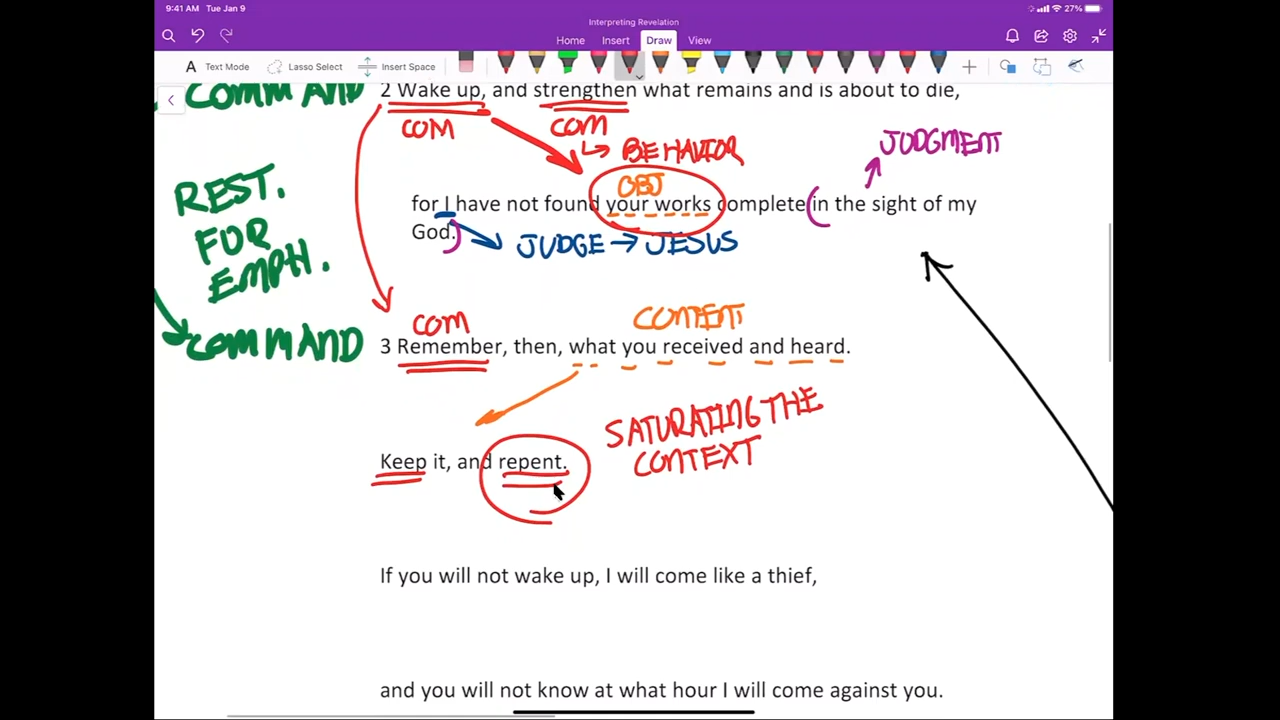 9:41 AM Tue Jan 9
27%
Interpreting Revelation
Home Insert Draw View
Text Mode Lasso Select Insert Space
COMMAND
2 Wake up, and strengthen what remains and is about to die,
COM COM
BEHAVIOR
JUDGMENT
REST.
FOR
EMPH.
OBJ
for I have not found your works complete in the sight of my
God.
JUDGE → JESUS
COMMAND
COM
CONTENT
3 Remember, then, what you received and heard.
SATURATING THE
CONTEXT
Keep it, and repent.
If you will not wake up, I will come like a thief,
and you will not know at what hour I will come against you.